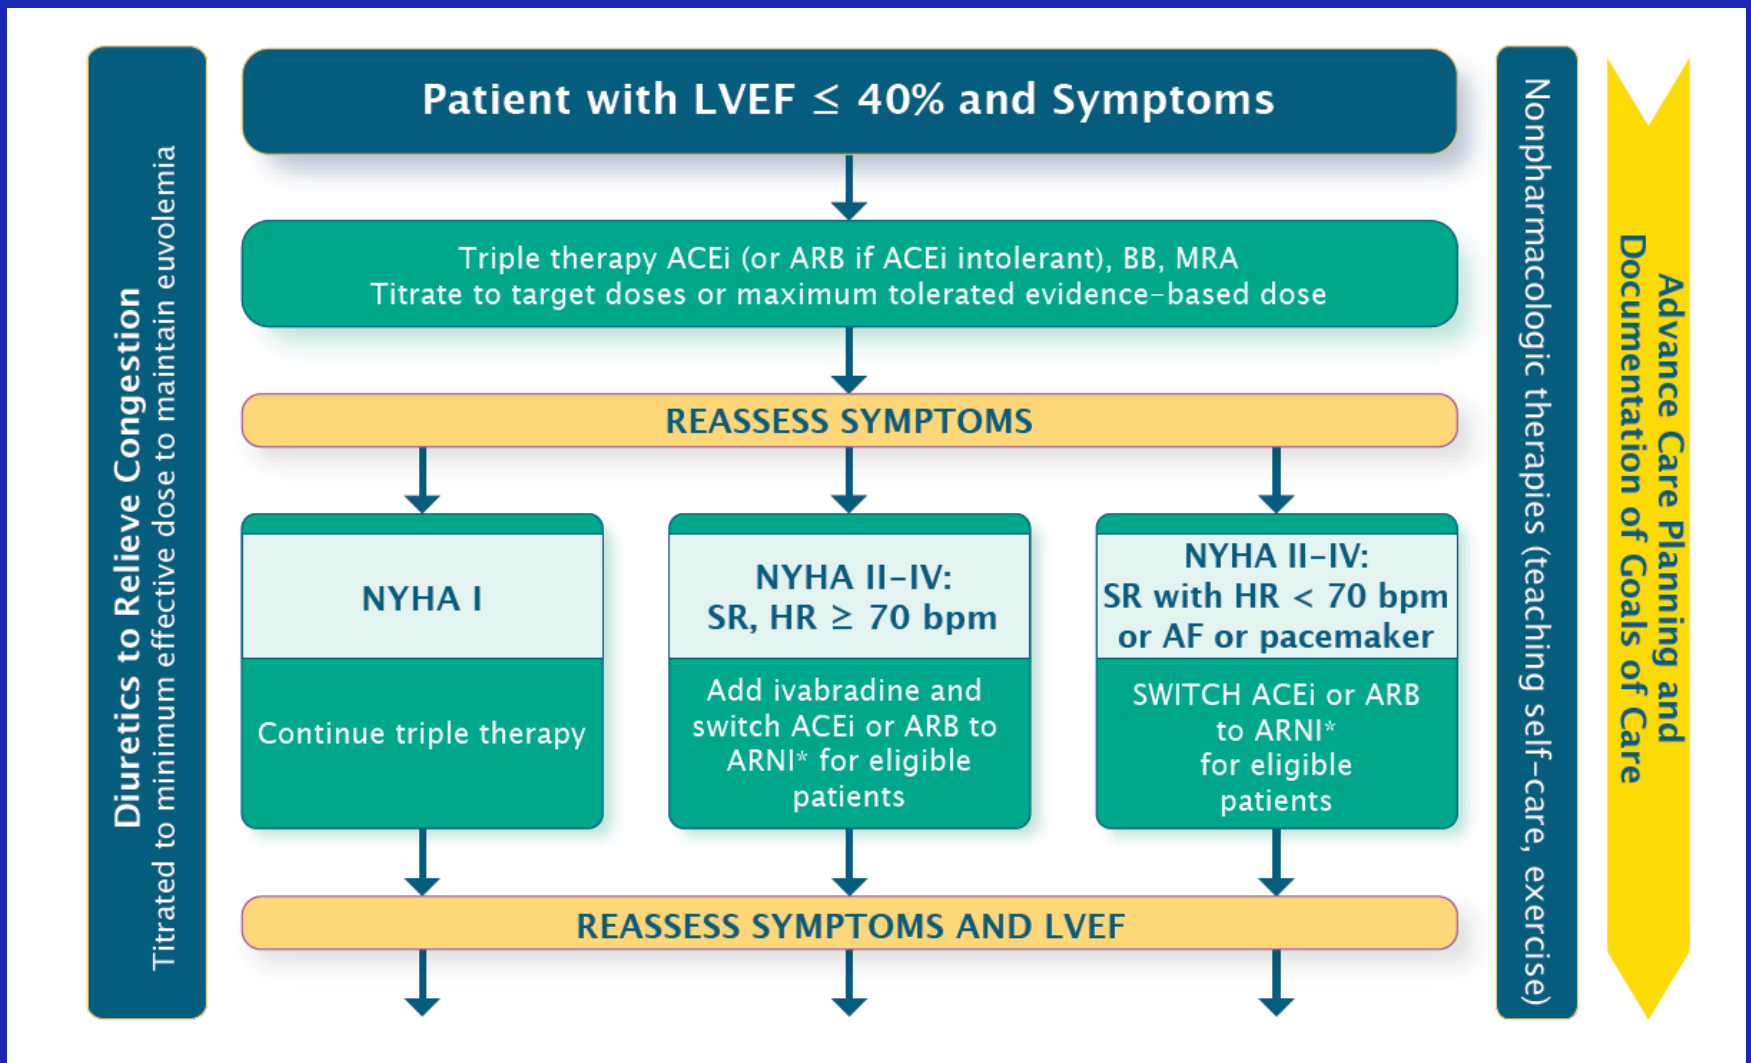 Diuretics to Relieve Congestion
Titrated to minimum effective dose to maintain euvolemia
Patient with LVEF ≤ 40% and Symptoms
Triple therapy ACEi (or ARB if ACEi intolerant), BB, MRA
Titrate to target doses or maximum tolerated evidence-based dose
REASSESS SYMPTOMS
NYHA I
Continue triple therapy
NYHA II-IV:
SR, HR ≥ 70 bpm
Add ivabradine and
switch ACEi or ARB to
ARNI* for eligible
patients
NYHA II-IV:
SR with HR < 70 bpm
or AF or pacemaker
SWITCH ACEi or ARB
to ARNI*
for eligible
patients
REASSESS SYMPTOMS AND LVEF
Nonpharmacologic therapies (teaching self-care, exercise)
Advance Care Planning and
Documentation of Goals of Care